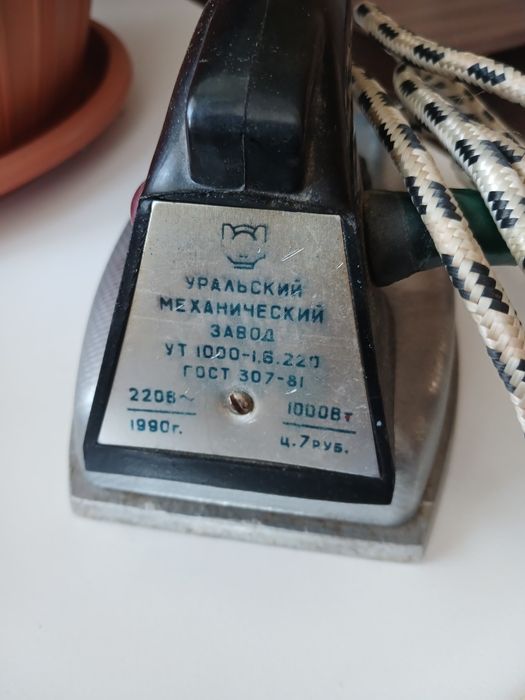 УРАЛЬСКИЙ
МЕХАНИЧЕСКИЙ
ЗАВОД
УТ 1000-1,6.220
ГОСТ 307-81
220В~ 1000Вт
1990г. ц.7руб.